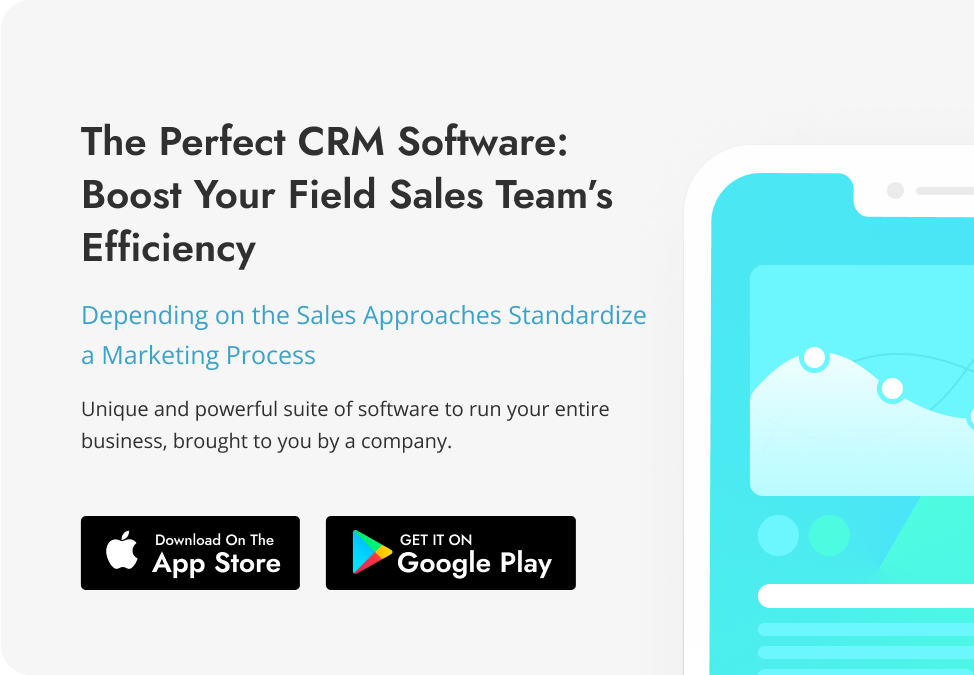 The Perfect CRM Software:
Boost Your Field Sales Team’s
Efficiency
Depending on the Sales Approaches Standardize
a Marketing Process
Unique and powerful suite of software to run your entire
business, brought to you by a company.
Download On The
App Store
GET IT ON
Google Play